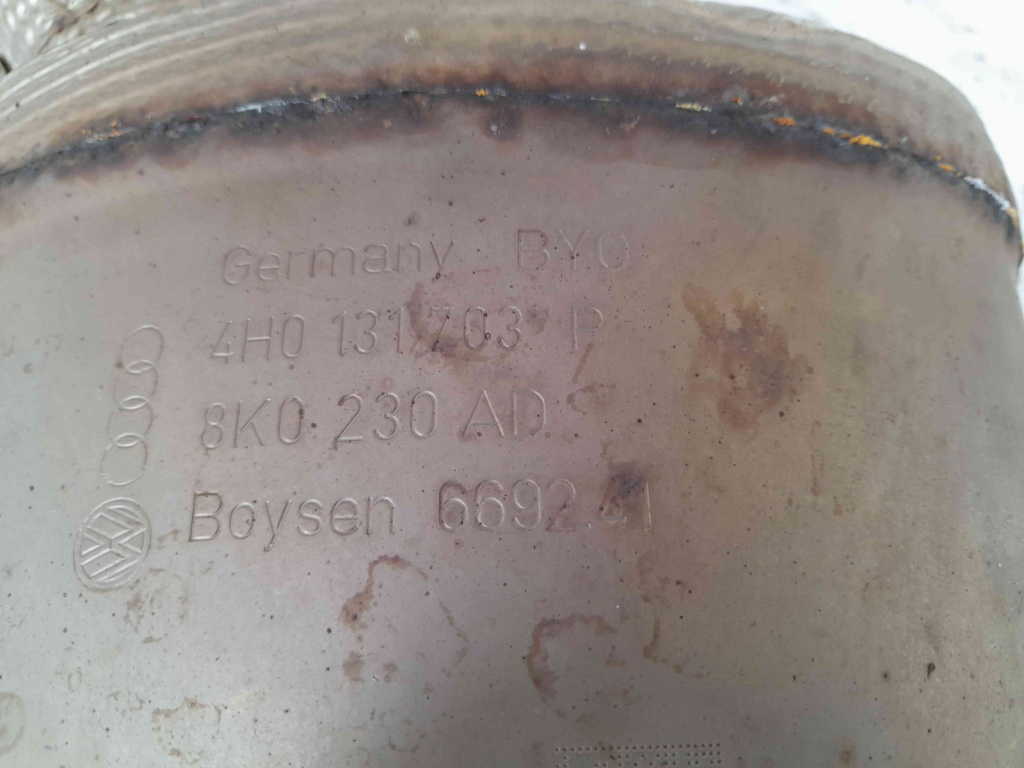 Germany BYO
4H0 131 703 P
8K0 230 AD
Boysen 6692.41